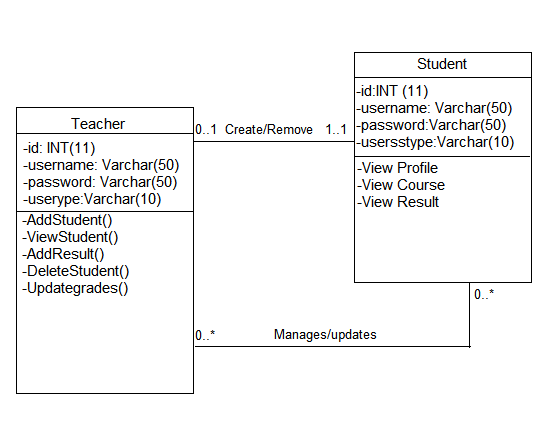 Student
-id:INT (11)
-username: Varchar(50)
-password:Varchar(50)
-usersstype:Varchar(10)
-View Profile
-View Course
-View Result
Teacher
-id: INT(11)
-username: Varchar(50)
-password: Varchar(50)
-userype:Varchar(10)
-AddStudent()
-ViewStudent()
-AddResult()
-DeleteStudent()
-Updategrades()
0..1 Create/Remove 1..1
0..*
0..* Manages/updates